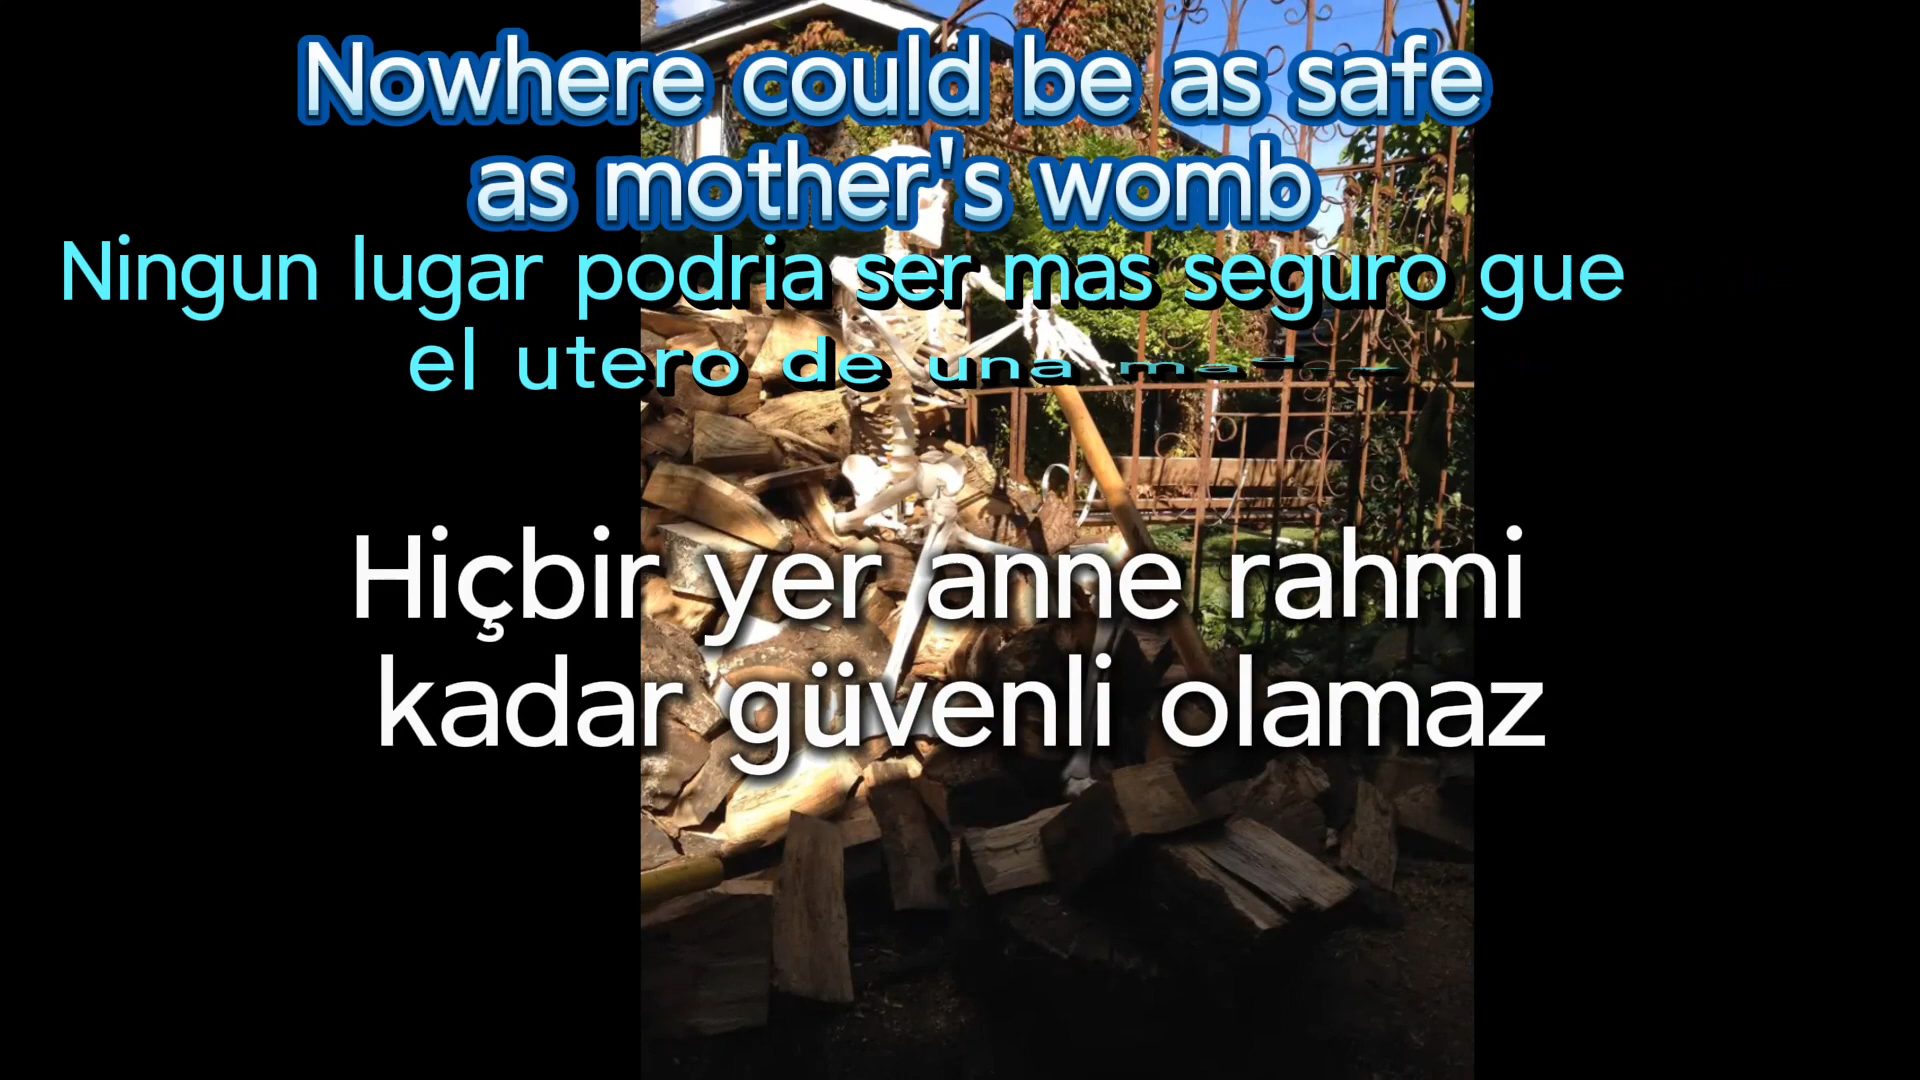 Nowhere could be as safe
as mother's womb
Ningun lugar podria ser mas seguro gue
el utero de una
Hiçbir yer anne rahmi
kadar güvenli olamaz